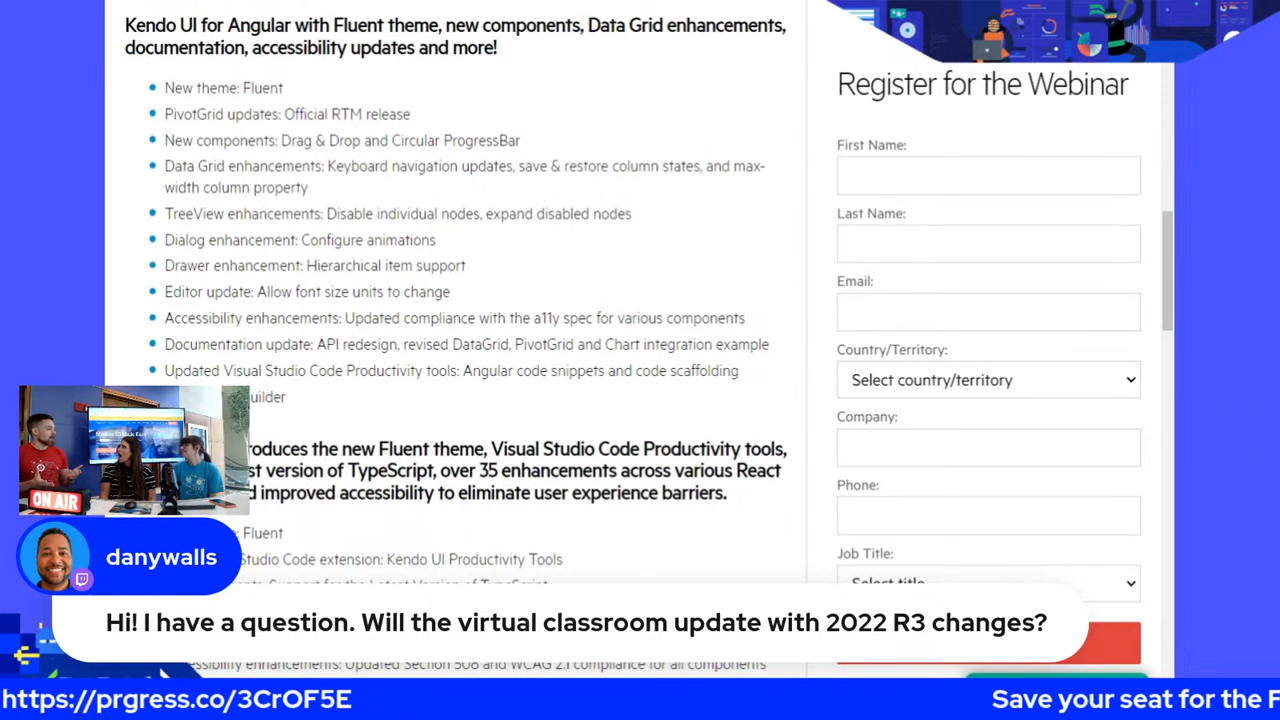 Kendo UI for Angular with Fluent theme, new components, Data Grid enhancements,
documentation, accessibility updates and more!
New theme: Fluent
PivotGrid updates: Official RTM release
New components: Drag & Drop and Circular ProgressBar
Data Grid enhancements: Keyboard navigation updates, save & restore column states, and max-
width column property
TreeView enhancements: Disable individual nodes, expand disabled nodes
Dialog enhancement: Configure animations
Drawer enhancement: Hierarchical item support
Editor update: Allow font size units to change
Accessibility enhancements: Updated compliance with the a11y spec for various components
Documentation update: API redesign, revised DataGrid, PivotGrid and Chart integration example
Updated Visual Studio Code Productivity tools: Angular code snippets and code scaffolding
the new Fluent theme, Visual Studio Code Productivity tools,
version of TypeScript, over 35 enhancements across various React
improved accessibility to eliminate user experience barriers.
Fluent
Studio Code extension: Kendo UI Productivity Tools
Support for the Latest Version of TypeScript
enhancements: Updated Section 508 and WCAG 2.1 compliance for all components
Register for the Webinar
First Name:
Last Name:
Email:
Country/Territory:
Select country/territory
Company:
Phone:
Job Title:
Select title
ON AIR
danywalls
Hi! I have a question. Will the virtual classroom update with 2022 R3 changes?
https://prgress.co/3CrOF5E
Save your seat for the F